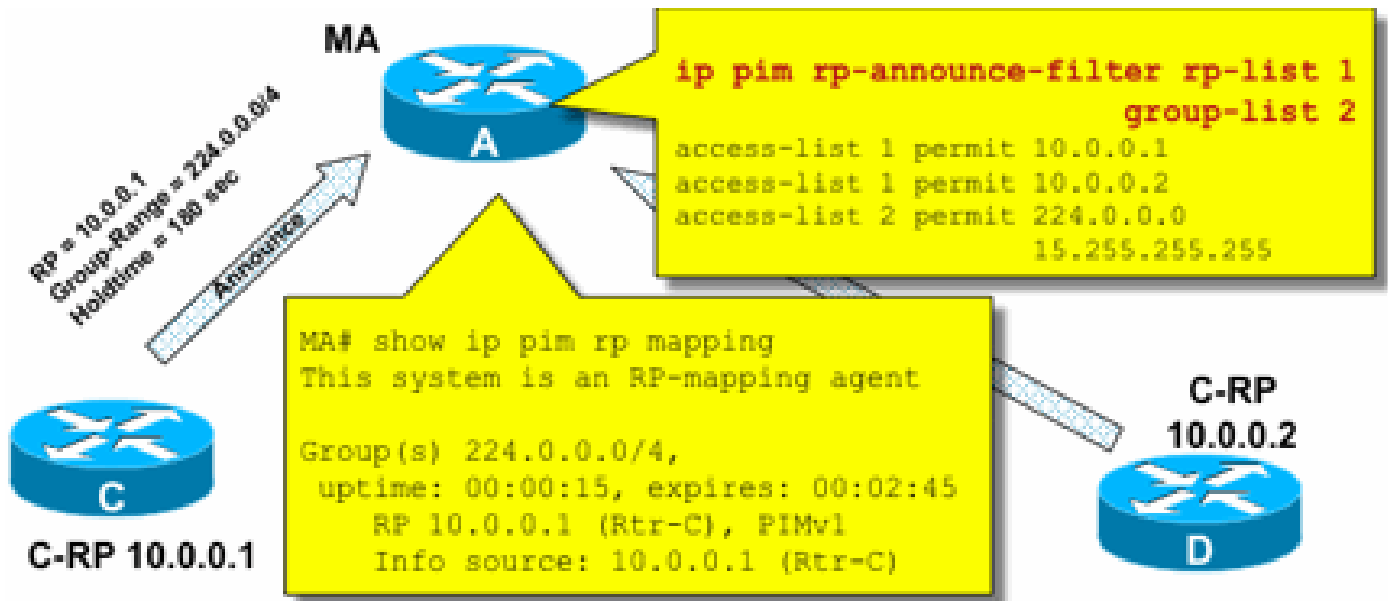 MA
A
ip pim rp-announce-filter rp-list 1
group-list 2
access-list 1 permit 10.0.0.1
access-list 1 permit 10.0.0.2
access-list 2 permit 224.0.0.0
15.255.255.255
RP = 10.0.0.1
Group-Range = 224.0.0.0/4
Holdtime = 180 sec
Announce
MA# show ip pim rp mapping
This system is an RP-mapping agent
Group(s) 224.0.0.0/4,
uptime: 00:00:15, expires: 00:02:45
RP 10.0.0.1 (Rtr-C), PIMv1
Info source: 10.0.0.1 (Rtr-C)
C
C-RP 10.0.0.1
C-RP
10.0.0.2
D